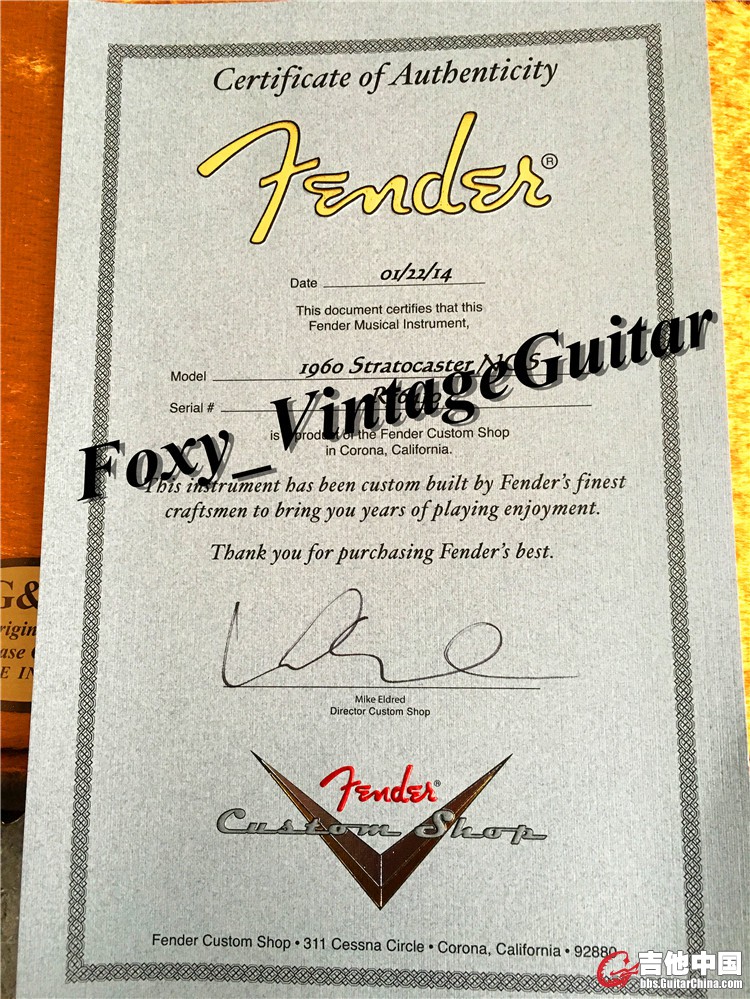 Certificate of Authenticity
Fender®
Date 01/22/14
This document certifies that this
Fender Musical Instrument,
Model 1960 Stratocaster NOS
Serial #
Foxy_VintageGuitar
is a product of the Fender Custom Shop
in Corona, California.
This instrument has been custom built by Fender's finest
craftsmen to bring you years of playing enjoyment.
Thank you for purchasing Fender's best.
G&
Mike Eldred
Director Custom Shop
Fender®
Custom Shop
Fender Custom Shop • 311 Cessna Circle • Corona, California • 92880
吉他中国
bbs.GuitarChina.com